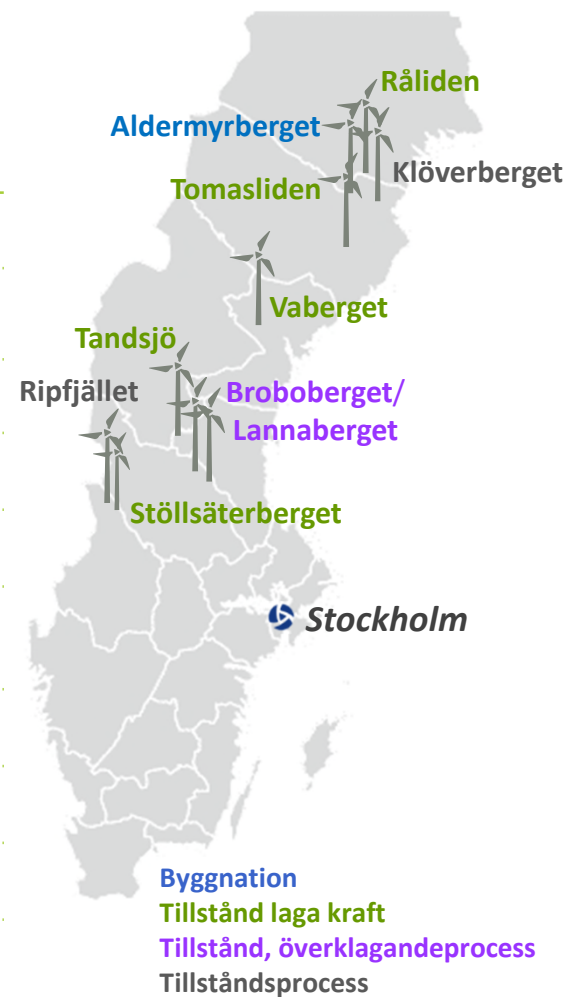 Råliden
Aldermyrberget
Klöverberget
Tomasliden
Vaberget
Tandsjö
Ripfjället
Broboberget/
Lannaberget
Stöllsäterberget
Stockholm
Byggnation
Tillstånd laga kraft
Tillstånd, överklagandeprocess
Tillståndsprocess